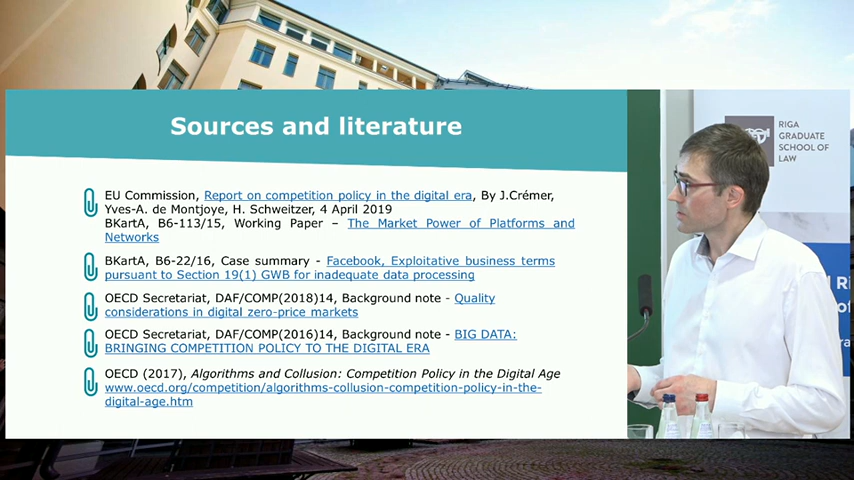 Sources and literature
EU Commission, Report on competition policy in the digital era, By J.Crémer,
Yves-A. de Montjoye, H. Schweitzer, 4 April 2019
BKartA, B6-113/15, Working Paper – The Market Power of Platforms and
Networks
BKartA, B6-22/16, Case summary - Facebook, Exploitative business terms
pursuant to Section 19(1) GWB for inadequate data processing
OECD Secretariat, DAF/COMP(2018)14, Background note - Quality
considerations in digital zero-price markets
OECD Secretariat, DAF/COMP(2016)14, Background note - BIG DATA:
BRINGING COMPETITION POLICY TO THE DIGITAL ERA
OECD (2017), Algorithms and Collusion: Competition Policy in the Digital Age
www.oecd.org/competition/algorithms-collusion-competition-policy-in-the-
digital-age.htm
RIGA
GRADUATE
SCHOOL OF
LAW